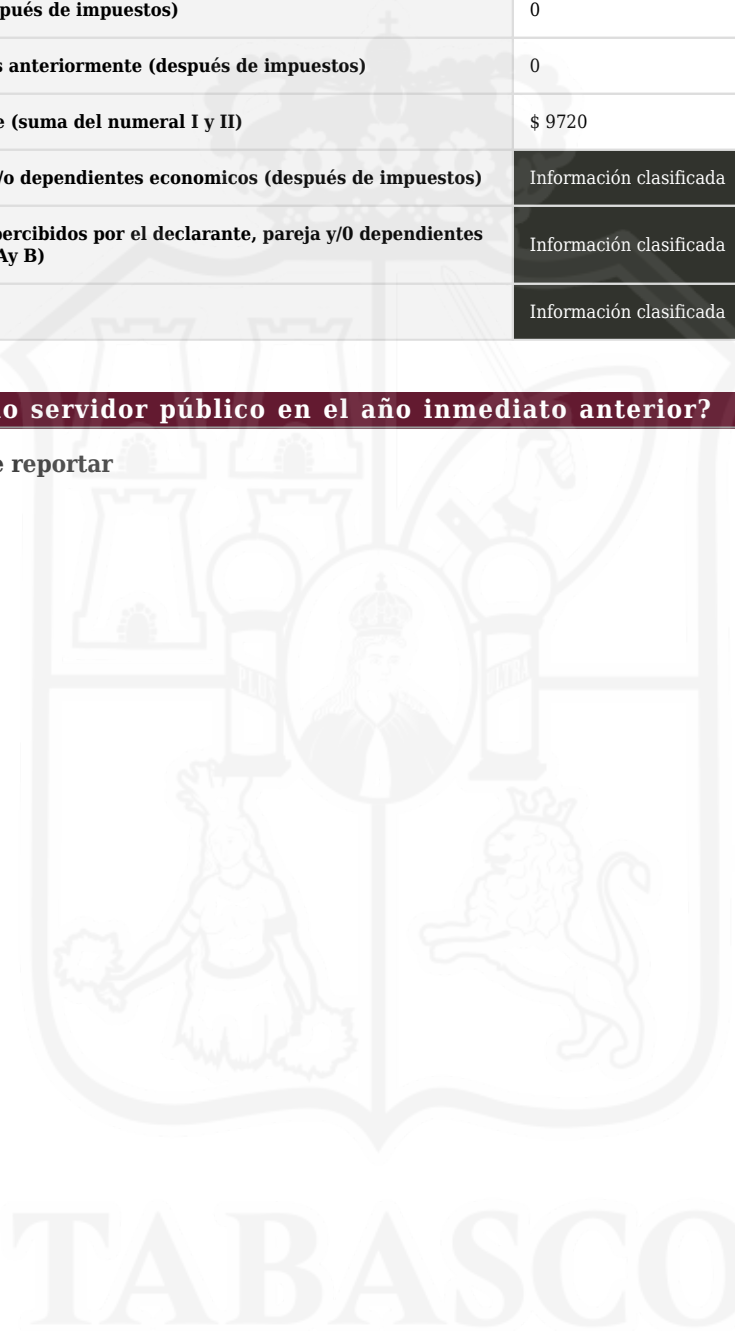 pués de impuestos) 0
s anteriormente (después de impuestos) 0
e (suma del numeral I y II) $ 9720
/o dependientes economicos (después de impuestos) Información clasificada
percibidos por el declarante, pareja y/0 dependientes
Ay B) Información clasificada
Información clasificada
o servidor público en el año inmediato anterior?
e reportar
PLUS ULTRA
TABASCO